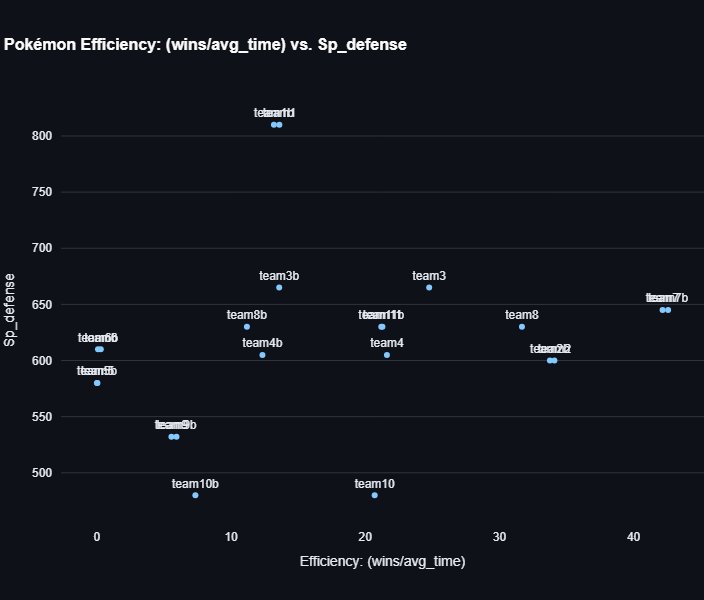 Pokémon Efficiency: (wins/avg_time) vs. Sp_defense
800
750
700
650
600
550
500
Sp_defense
team3b
team3
team8b
team8
team4b
team4
team10b
team10
0
10
20
30
40
Efficiency: (wins/avg_time)